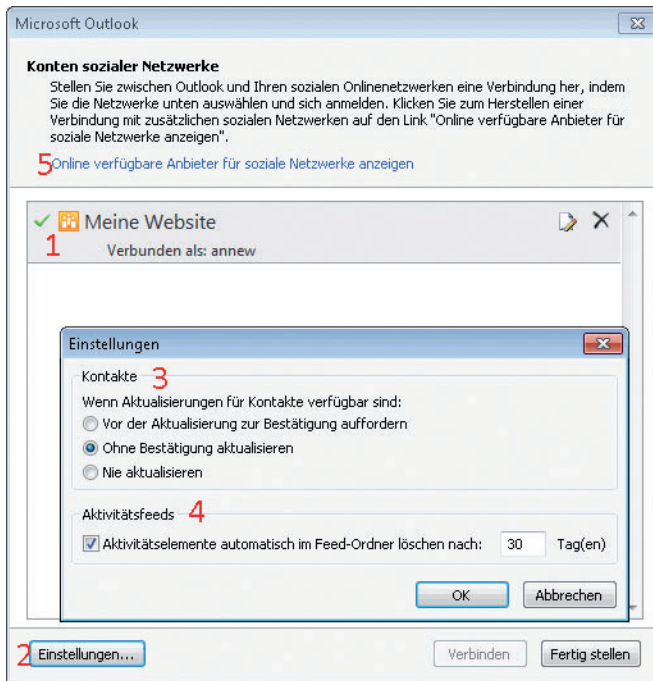 Microsoft Outlook
Konten sozialer Netzwerke
Stellen Sie zwischen Outlook und Ihren sozialen Onlinenetzwerken eine Verbindung her, indem
Sie die Netzwerke unten auswählen und sich anmelden. Klicken Sie zum Herstellen einer
Verbindung mit zusätzlichen sozialen Netzwerken auf den Link "Online verfügbare Anbieter für
soziale Netzwerke anzeigen".
5 Online verfügbare Anbieter für soziale Netzwerke anzeigen
Meine Website
1 Verbunden als: annew
Einstellungen
Kontakte 3
Wenn Aktualisierungen für Kontakte verfügbar sind:
Vor der Aktualisierung zur Bestätigung auffordern
Ohne Bestätigung aktualisieren
Nie aktualisieren
Aktivitätsfeeds 4
Aktivitätselemente automatisch im Feed-Ordner löschen nach: 30 Tag(en)
OK Abbrechen
2 Einstellungen... Verbinden Fertig stellen